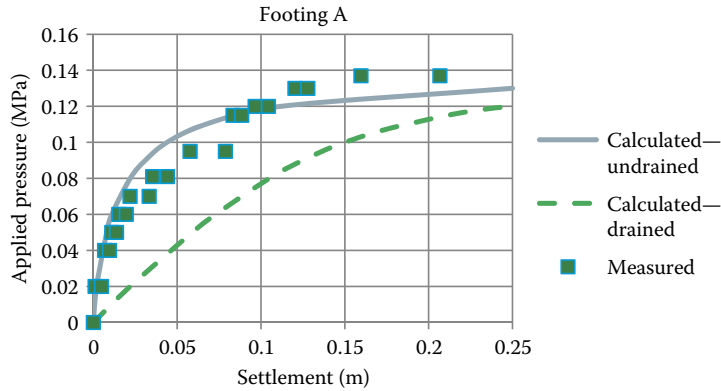 Footing A
Applied pressure (MPa)
0.16
0.14
0.12
0.1
0.08
0.06
0.04
0.02
0
0
0.05
0.1
0.15
0.2
0.25
Settlement (m)
Calculated—
undrained
Calculated—
drained
Measured